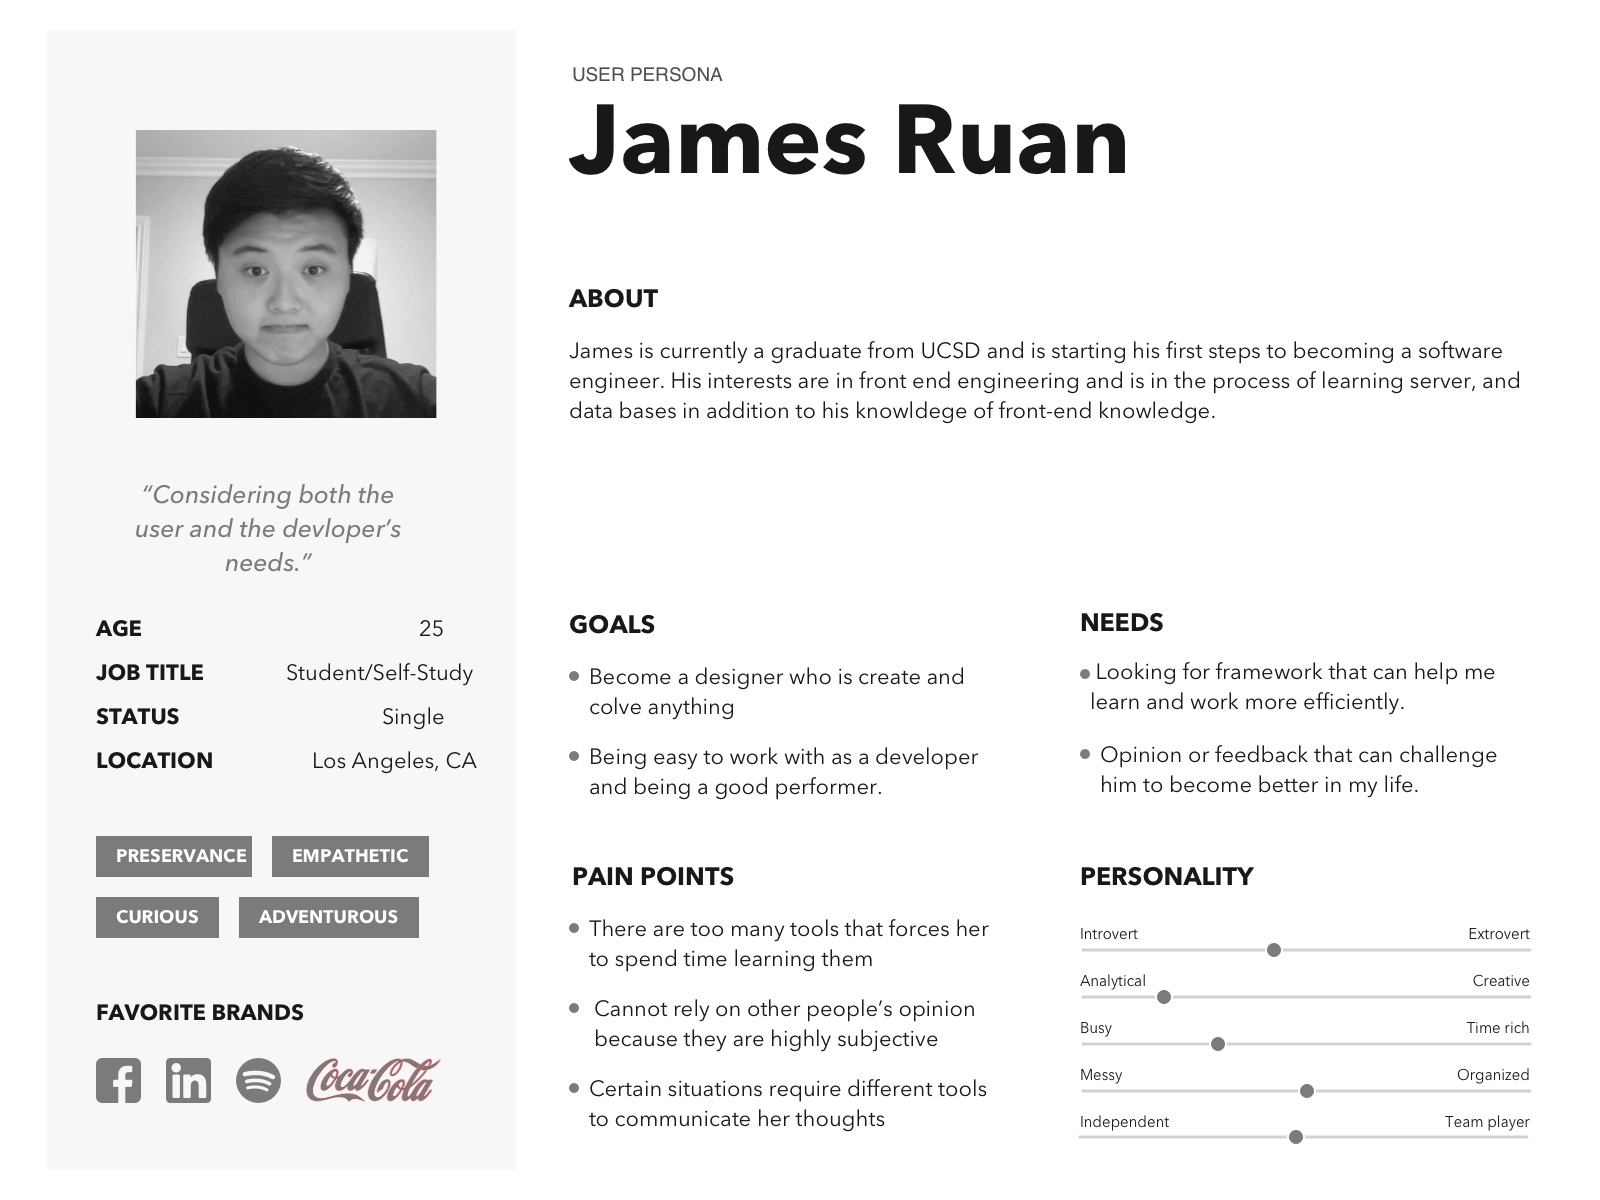 USER PERSONA
James Ruan
ABOUT
James is currently a graduate from UCSD and is starting his first steps to becoming a software
engineer. His interests are in front end engineering and is in the process of learning server, and
data bases in addition to his knowldege of front-end knowledge.
“Considering both the
user and the devloper’s
needs.”
AGE 25
JOB TITLE Student/Self-Study
STATUS Single
LOCATION Los Angeles, CA
PRESERVANCE EMPATHETIC
CURIOUS ADVENTUROUS
FAVORITE BRANDS
f in Coca-Cola
GOALS
Become a designer who is create and
colve anything
Being easy to work with as a developer
and being a good performer.
NEEDS
Looking for framework that can help me
learn and work more efficiently.
Opinion or feedback that can challenge
him to become better in my life.
PAIN POINTS
There are too many tools that forces her
to spend time learning them
Cannot rely on other people’s opinion
because they are highly subjective
Certain situations require different tools
to communicate her thoughts
PERSONALITY
Introvert Extrovert
Analytical Creative
Busy Time rich
Messy Organized
Independent Team player